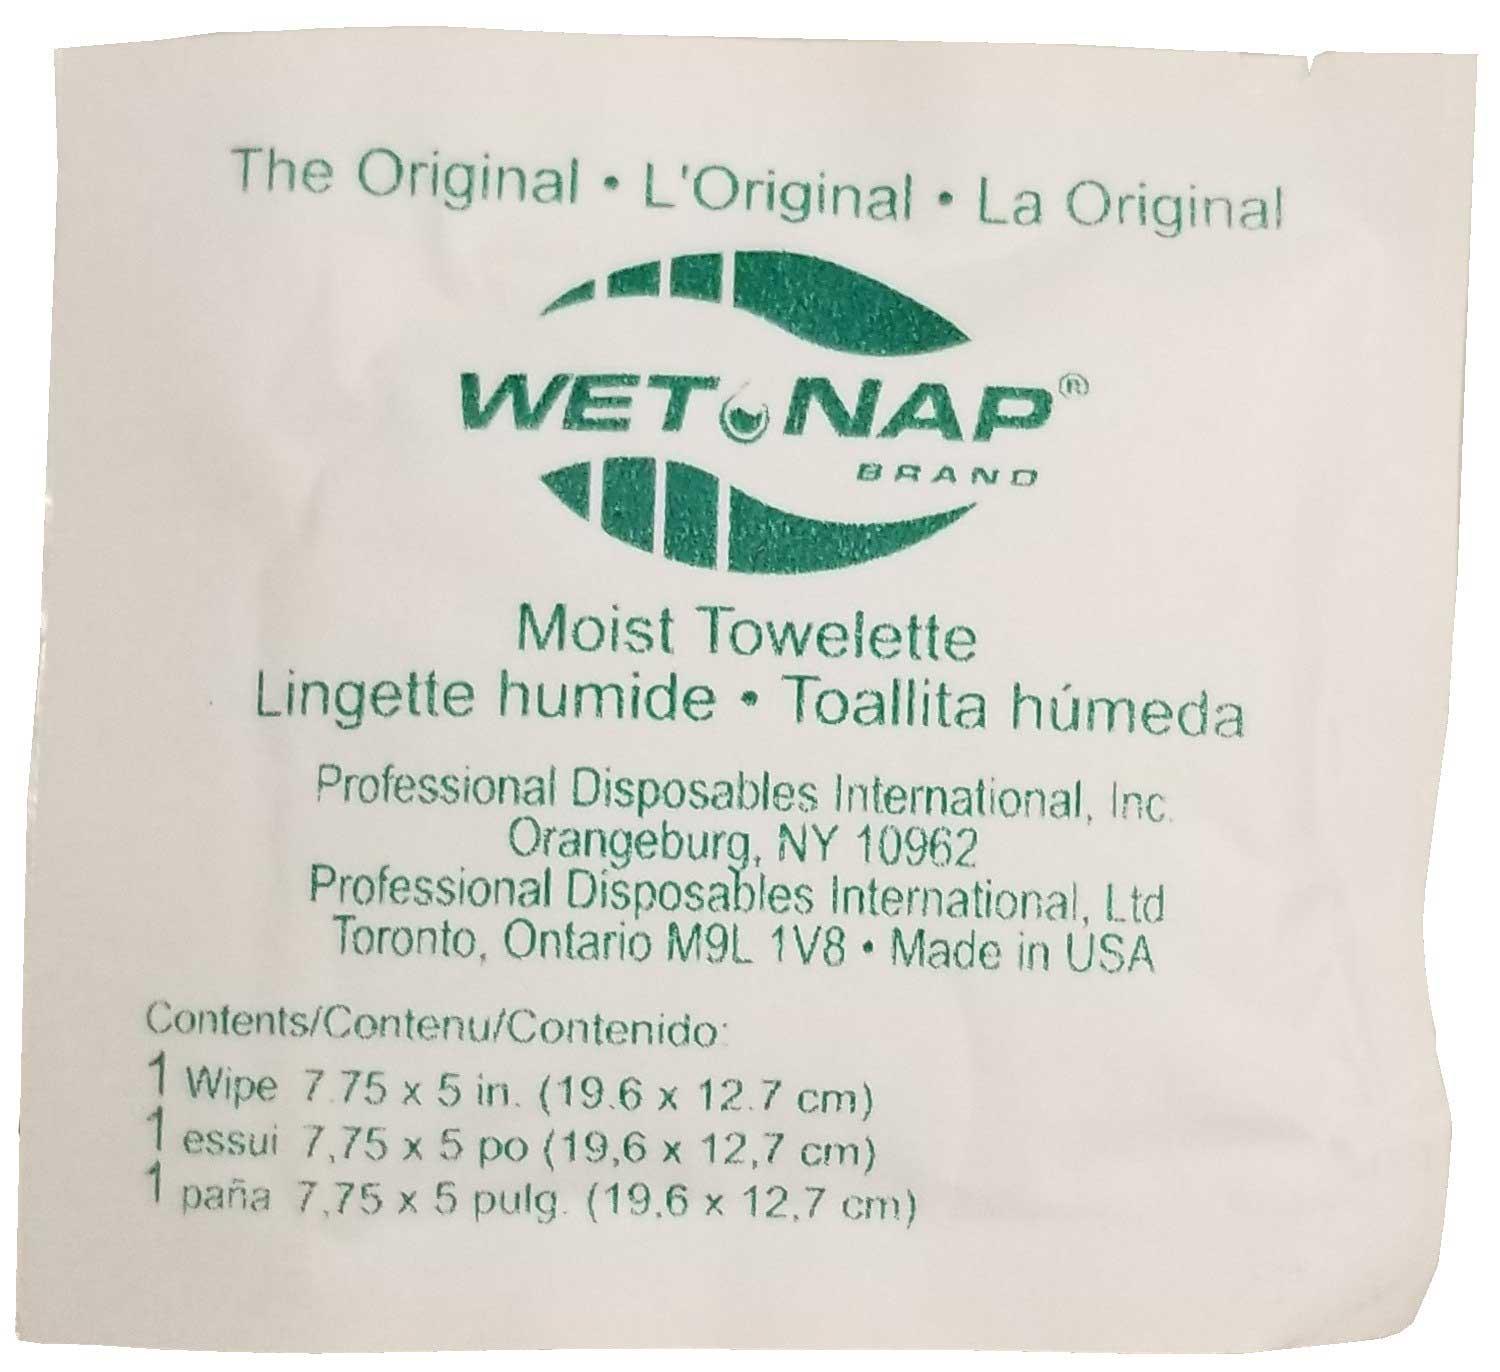 The Original • L'Original • La Original
WET NAP®
BRAND
Moist Towelette
Lingette humide • Toallita húmeda
Professional Disposables International, Inc.
Orangeburg, NY 10962
Professional Disposables International, Ltd
Toronto, Ontario M9L 1V8 • Made in USA
Contents/Contenu/Contenido:
1 Wipe 7.75 x 5 in. (19.6 x 12.7 cm)
1 essui 7,75 x 5 po (19,6 x 12,7 cm)
1 paña 7,75 x 5 pulg. (19,6 x 12,7 cm)